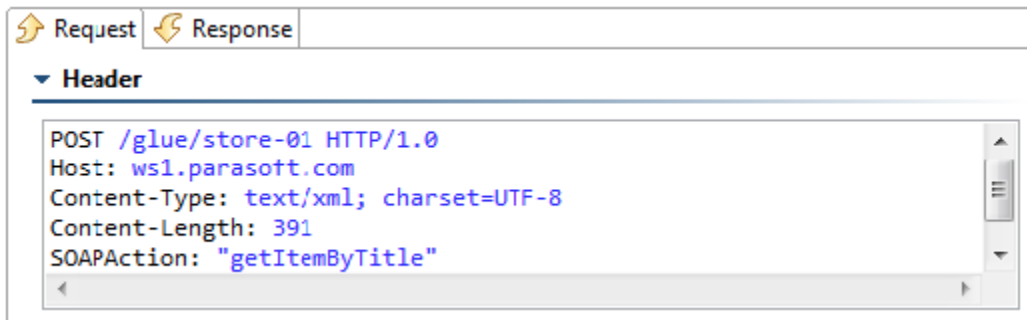 Request Response
Header
POST /glue/store-01 HTTP/1.0
Host: ws1.parasoft.com
Content-Type: text/xml; charset=UTF-8
Content-Length: 391
SOAPAction: "getItemByTitle"